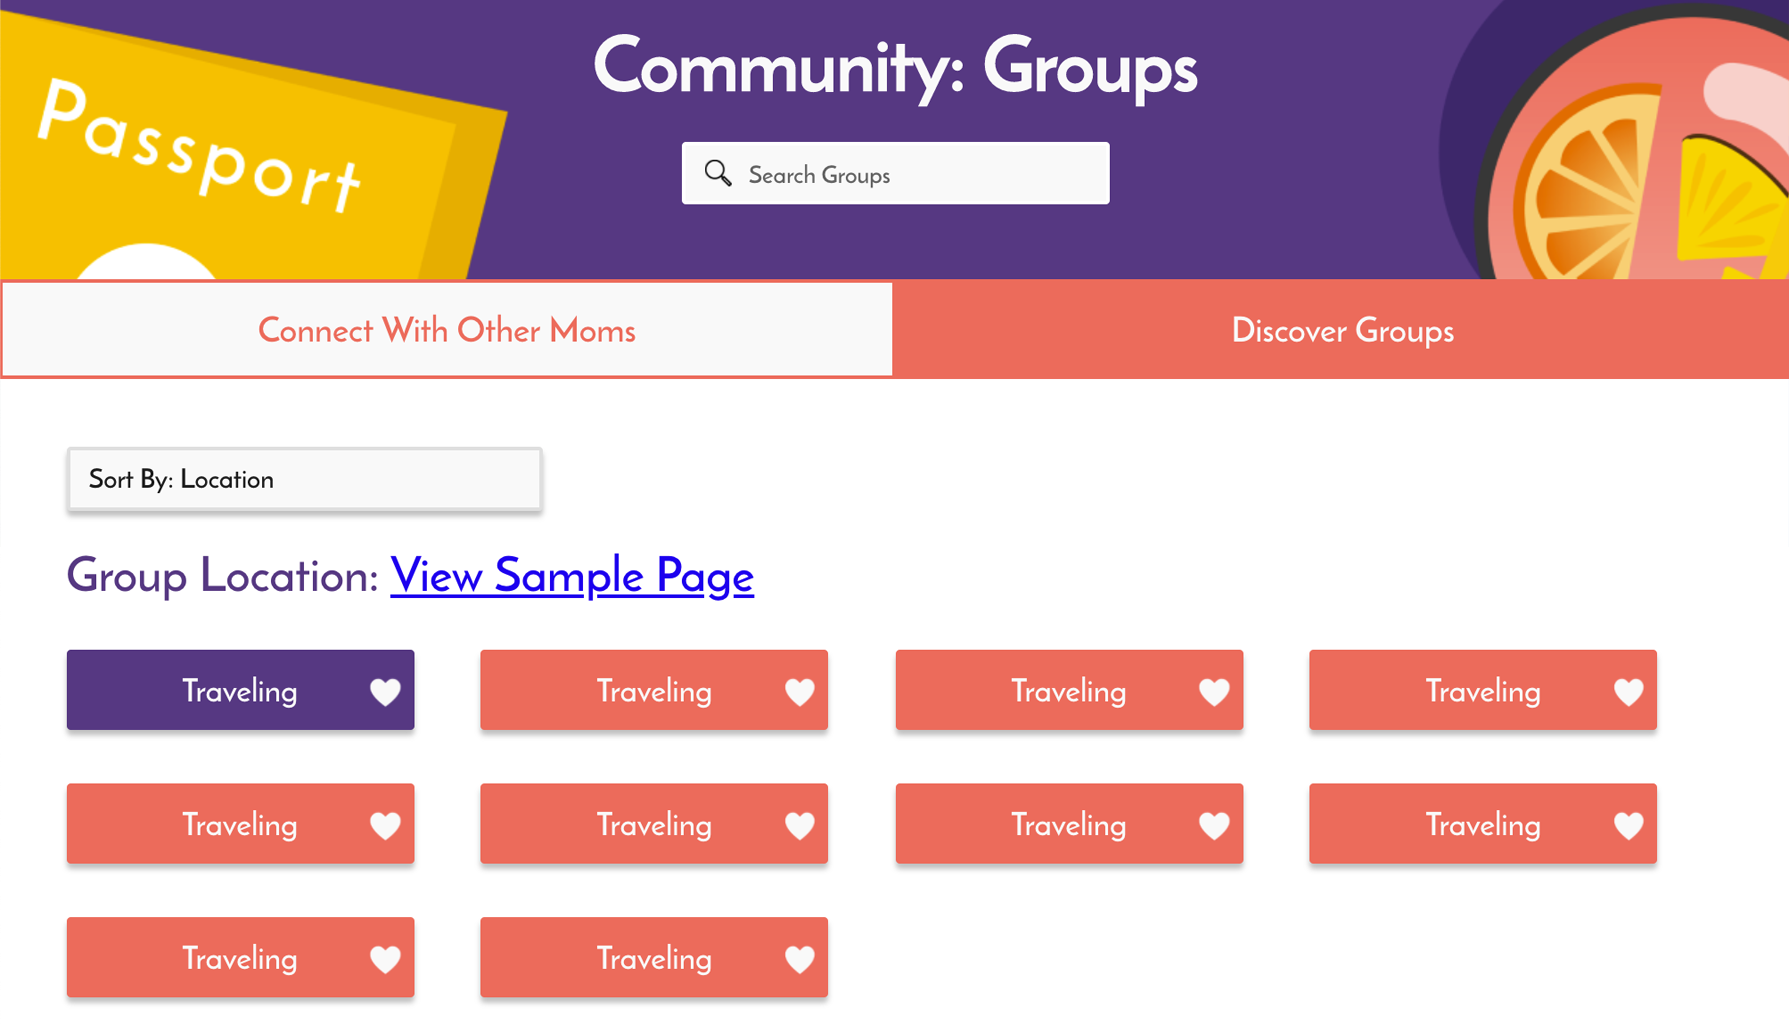 Community: Groups
Passport
Search Groups
Connect With Other Moms
Discover Groups
Sort By: Location
Group Location: View Sample Page
Traveling
Traveling
Traveling
Traveling
Traveling
Traveling
Traveling
Traveling
Traveling
Traveling